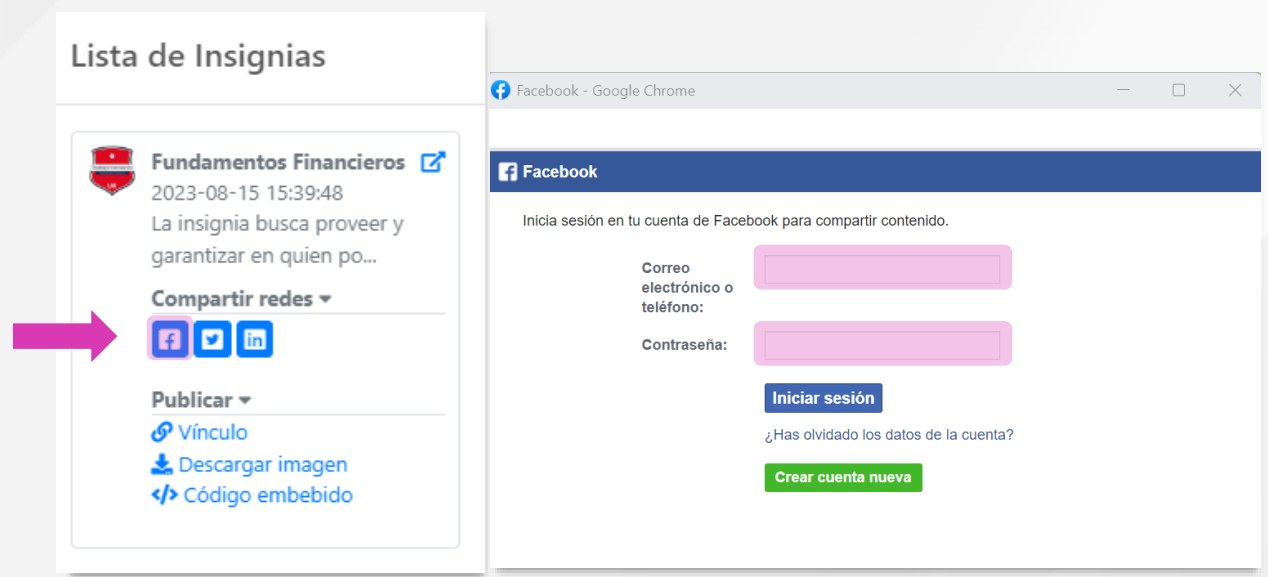 Lista de Insignias
Fundamentos Financieros
2023-08-15 15:39:48
La insignia busca proveer y
garantizar en quien po...
Compartir redes
Publicar
Vínculo
Descargar imagen
Código embebido
Facebook - Google Chrome
Facebook
Inicia sesión en tu cuenta de Facebook para compartir contenido.
Correo
electrónico o
teléfono:
Contraseña:
Iniciar sesión
¿Has olvidado los datos de la cuenta?
Crear cuenta nueva